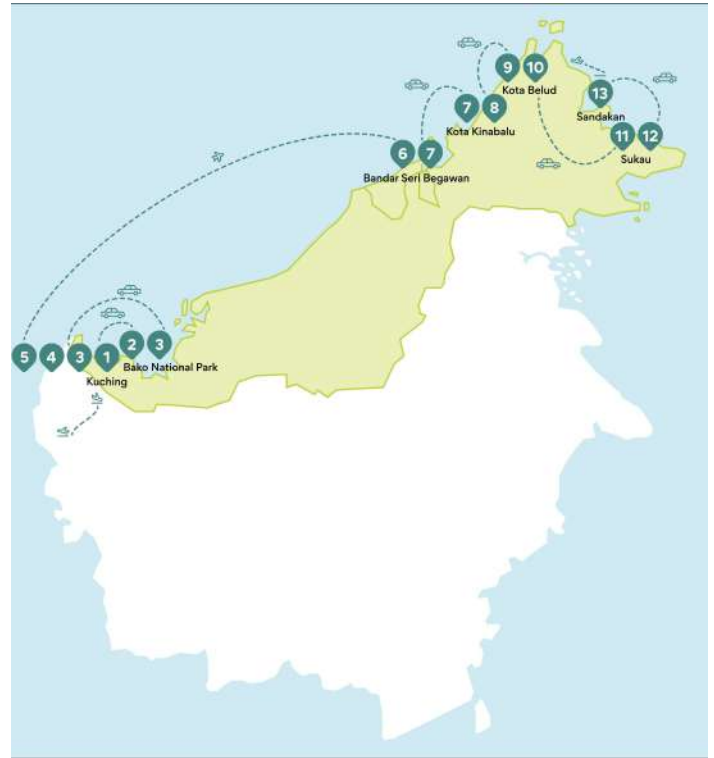 9 10
Kota Belud
7 8
Kota Kinabalu
13
Sandakan
11 12
Sukau
6 7
Bandar Seri Begawan
5 4 3 1 2 3
Bako National Park
Kuching